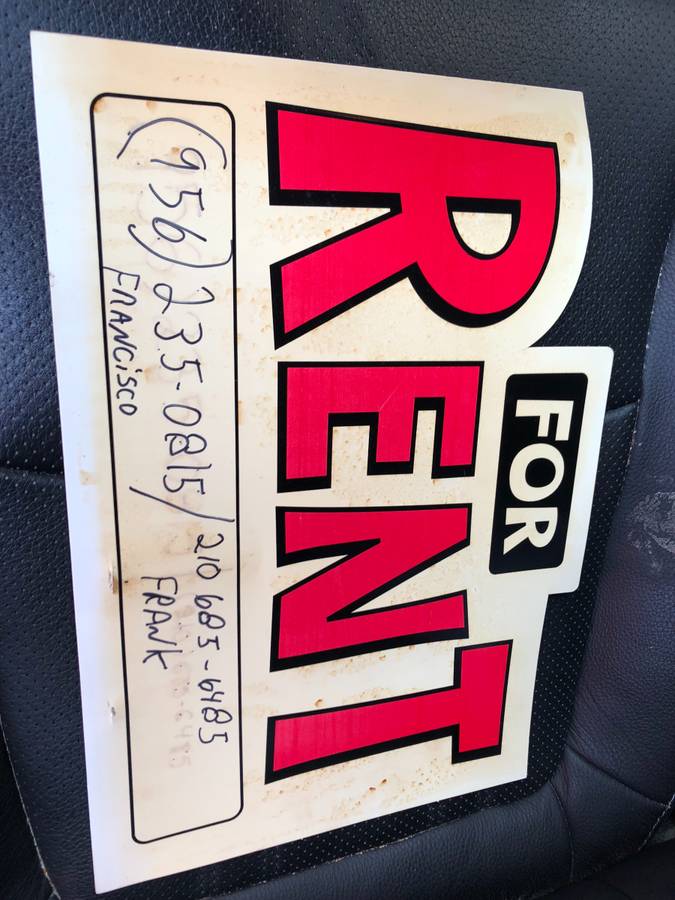 FOR
RENT
(956) 235-0815 / 210 685-6485
FRANCISCO FRANK